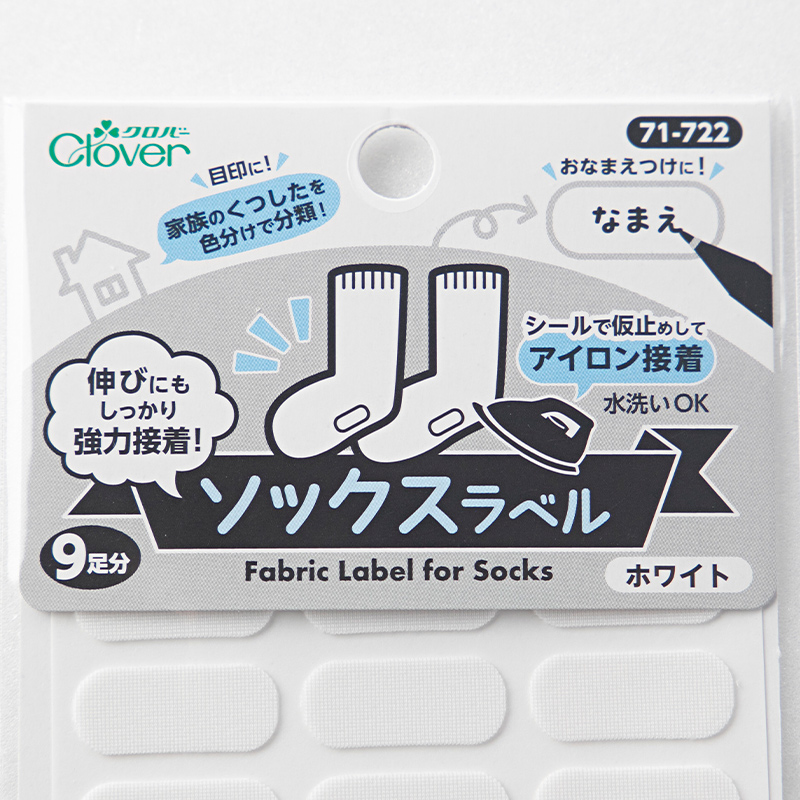 クロバー
Clover
71-722
目印に!
家族のくつしたを
色分けで分類!
おなまえつけに!
なまえ
シールで仮止めして
アイロン接着
水洗いOK
伸びにも
しっかり
強力接着!
ソックスラベル
9足分
Fabric Label for Socks
ホワイト